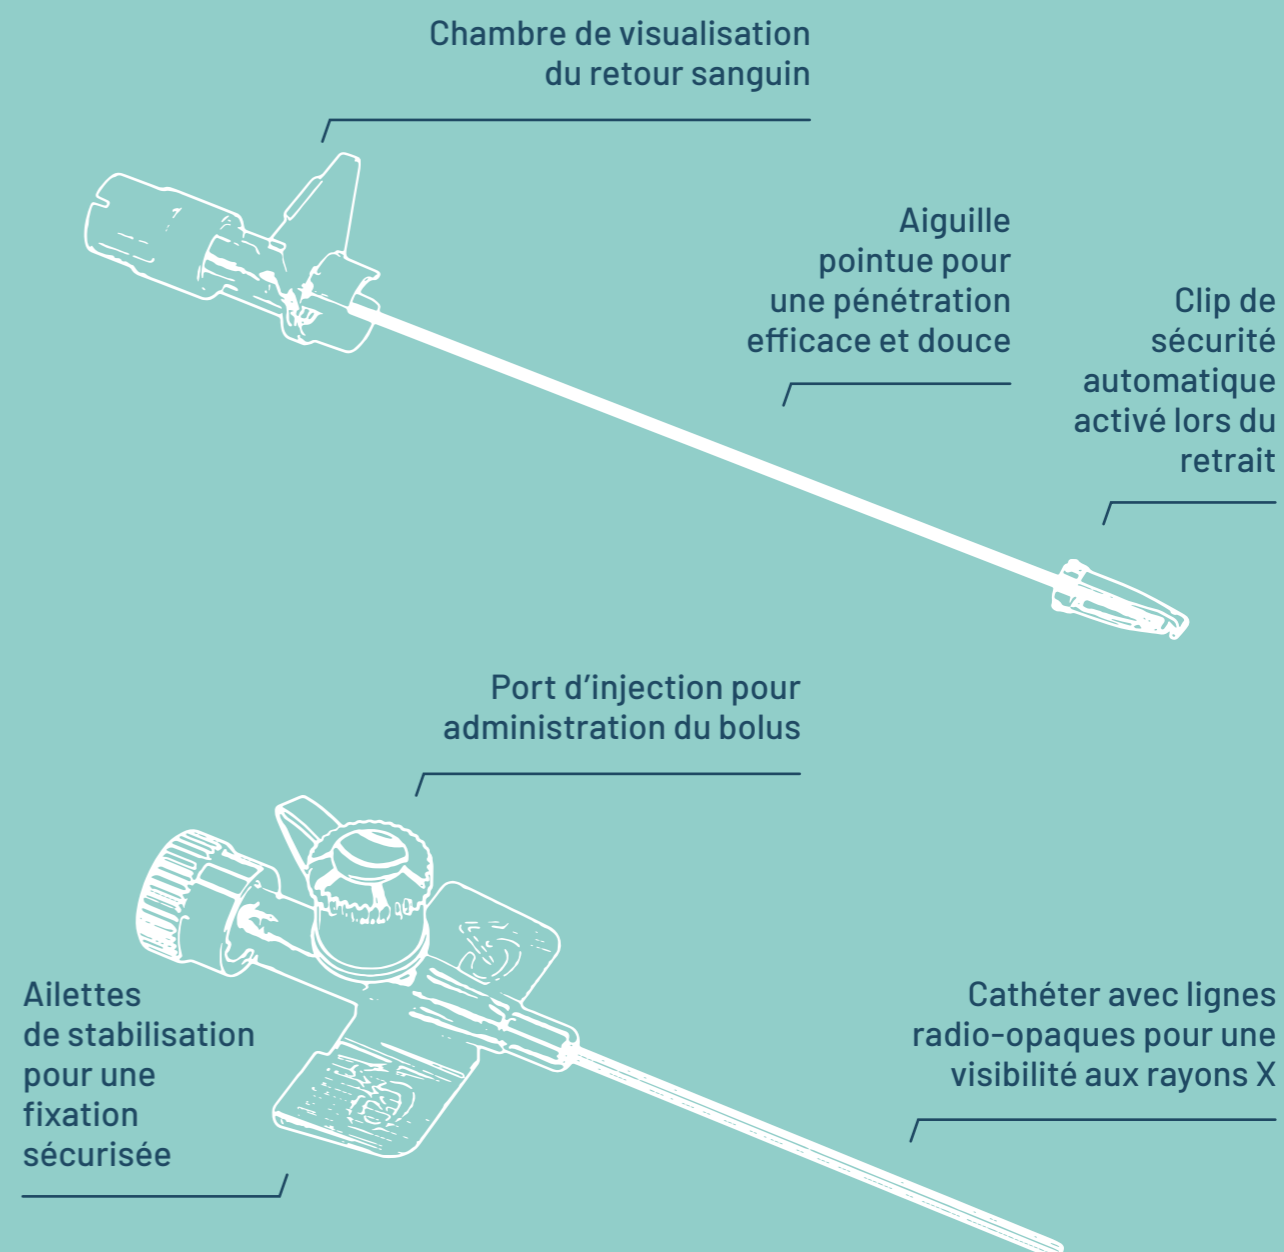 Chambre de visualisation
du retour sanguin
Aiguille
pointue pour
une pénétration
efficace et douce
Clip de
sécurité
automatique
activé lors du
retrait
Port d’injection pour
administration du bolus
Ailettes
de stabilisation
pour une
fixation
sécurisée
Cathéter avec lignes
radio-opaques pour une
visibilité aux rayons X